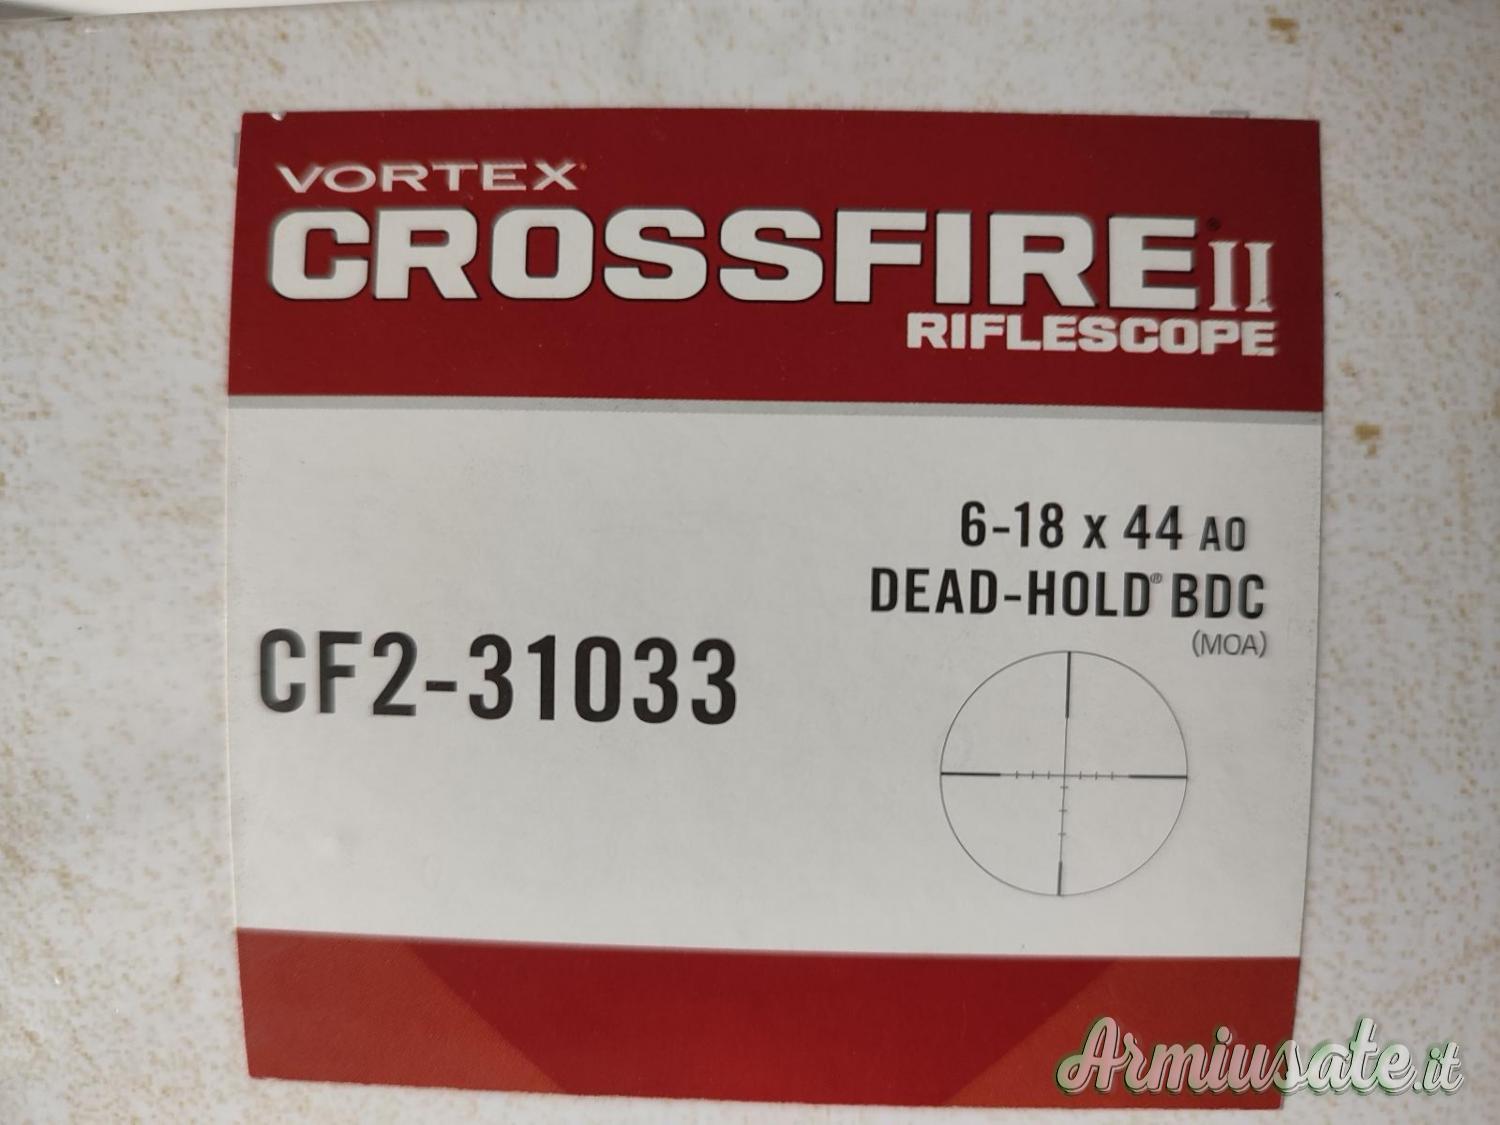 VORTEX
CROSSFIRE® II
RIFLESCOPE
6-18 x 44 AO
DEAD-HOLD® BDC
(MOA)
CF2-31033
Armiusate.it